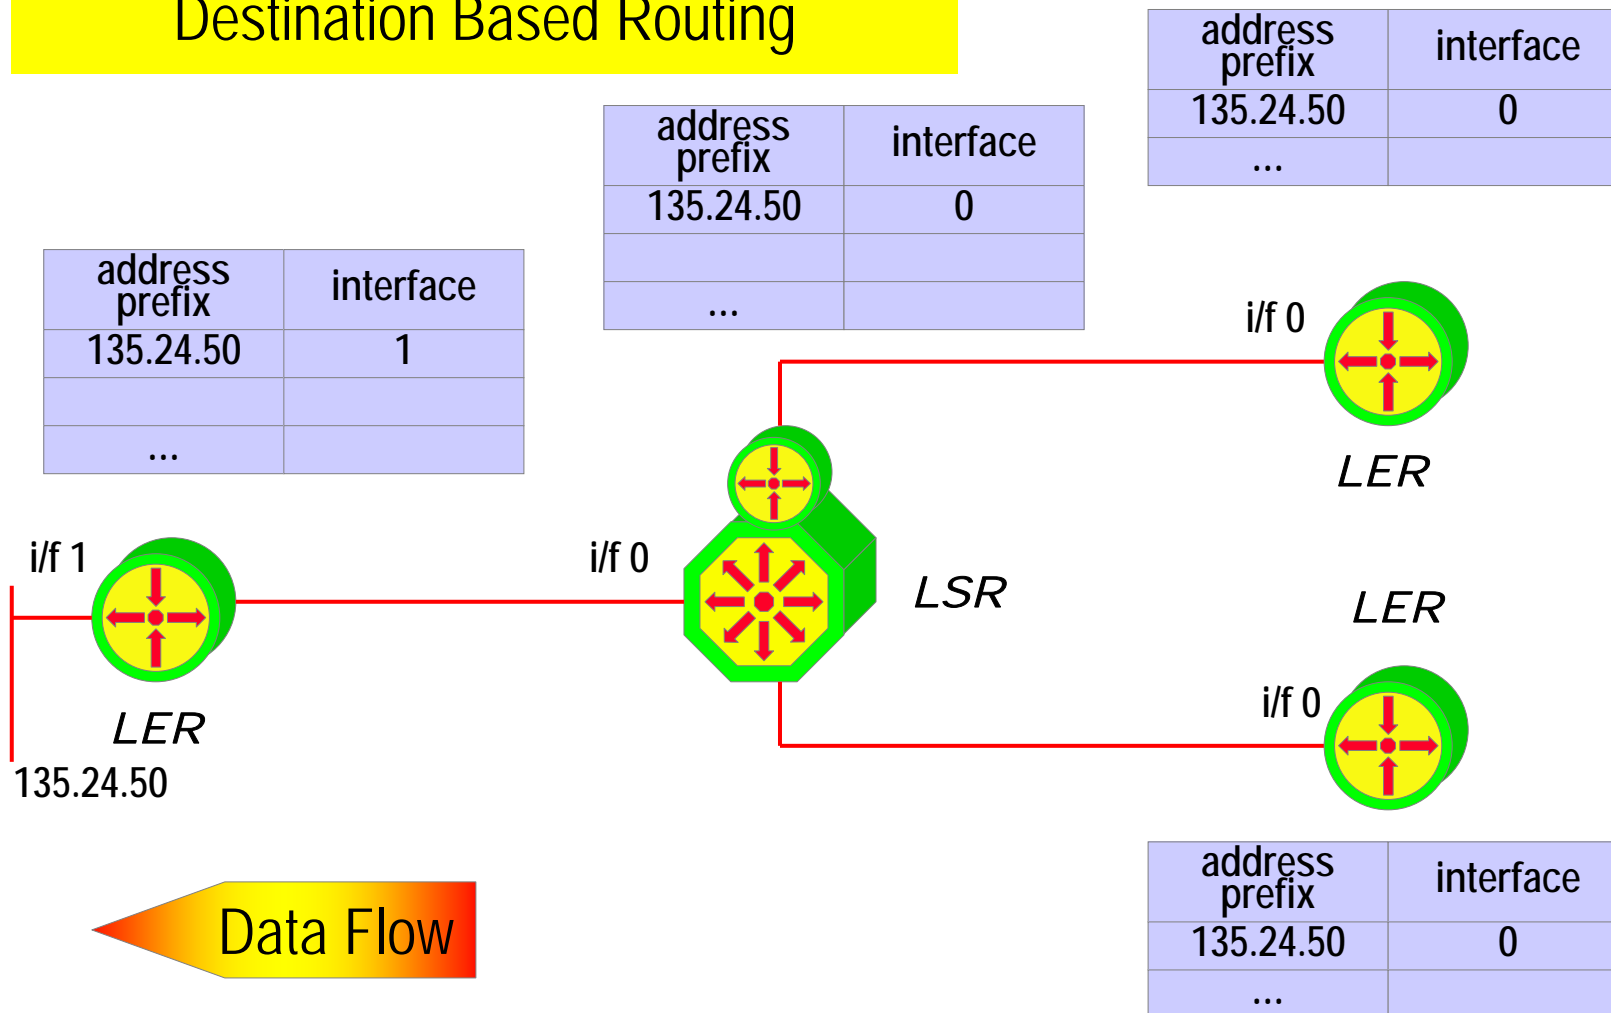 Destination Based Routing
address prefix interface
135.24.50 0
...
address prefix interface
135.24.50 0
...
address prefix interface
135.24.50 1
...
i/f 0
LER
i/f 1
i/f 0
LSR
LER
i/f 0
LER
135.24.50
Data Flow
address prefix interface
135.24.50 0
...